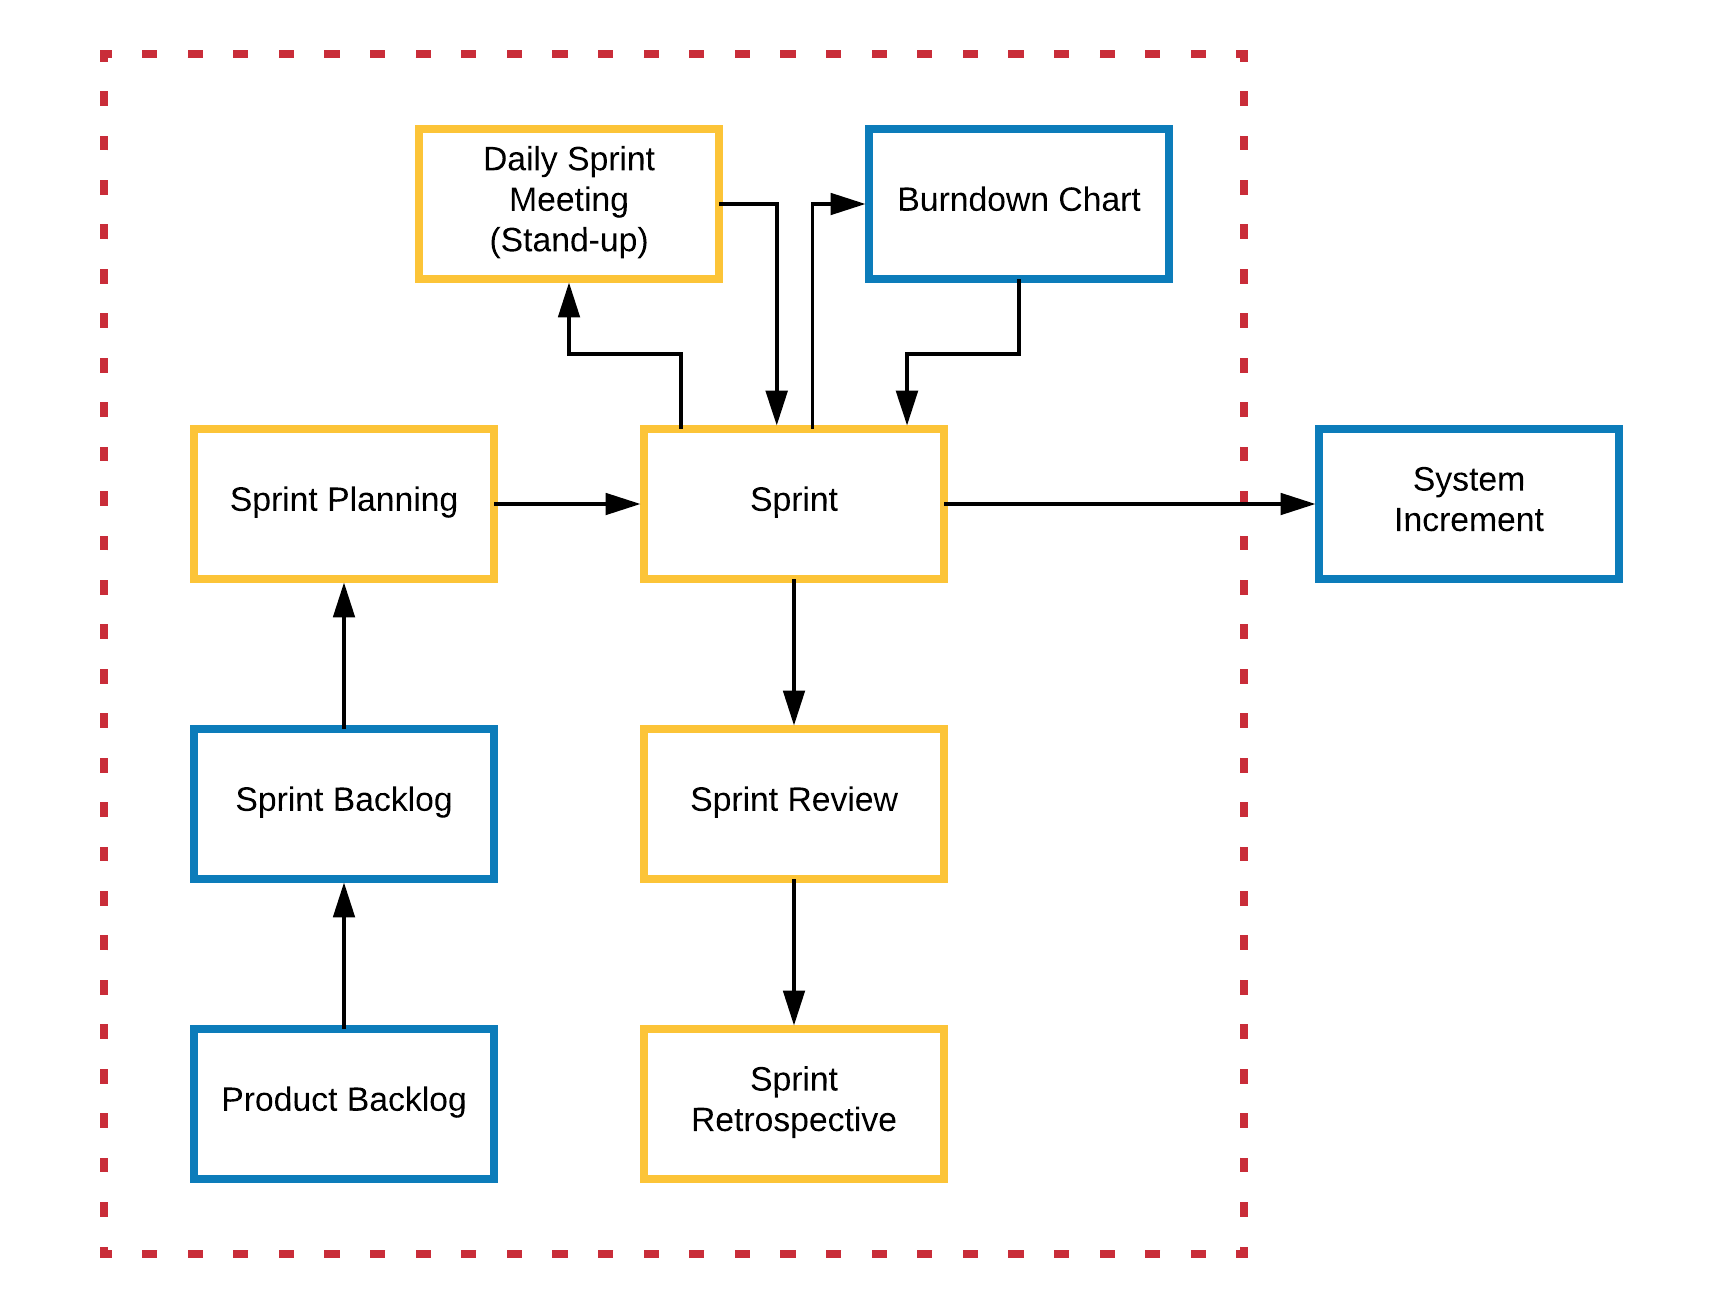 Daily Sprint
Meeting
(Stand-up)
Burndown Chart
Sprint Planning
Sprint
System
Increment
Sprint Backlog
Sprint Review
Product Backlog
Sprint
Retrospective